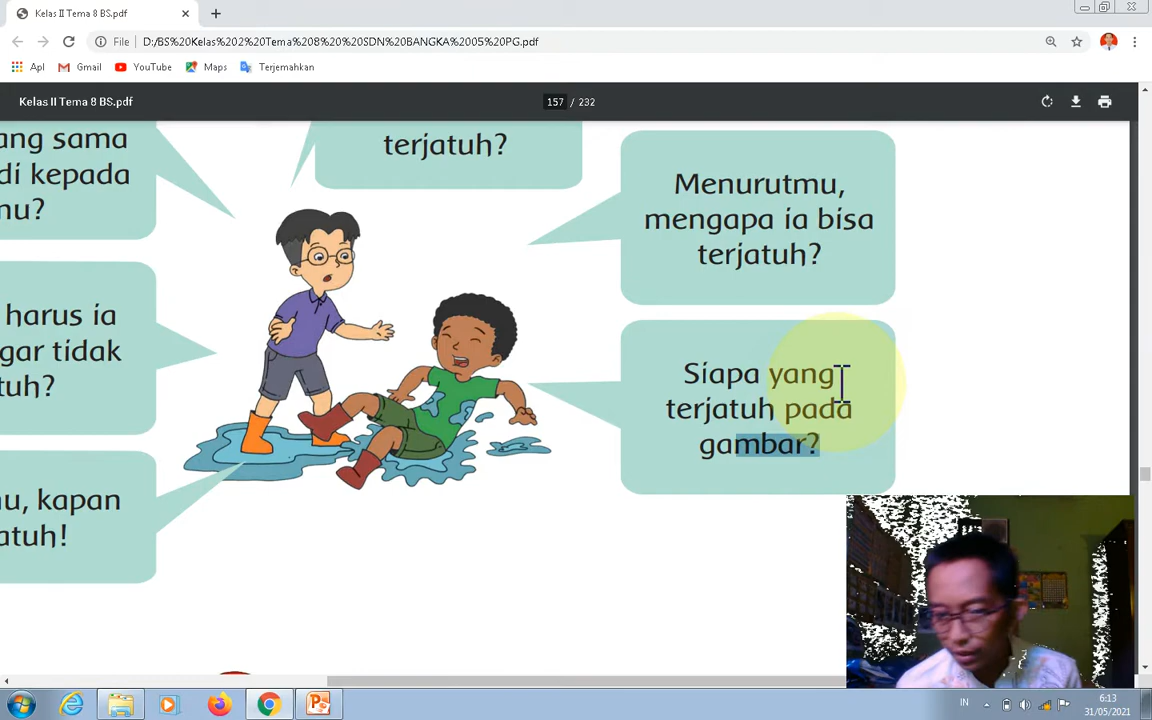 Kelas II Tema 8 BS.pdf
File
D:/BS%20Kelas%202%20Tema%208%20%20SDN%20BANGKA%2005%20PG.pdf
Apl
Gmail
YouTube
Maps
Terjemahkan
Kelas II Tema 8 BS.pdf
157 / 232
ang sama
di kepada
mu?
terjatuh?
Menurutmu,
mengapa ia bisa
terjatuh?
harus ia
gar tidak
tuh?
Siapa yang
terjatuh pada
gambar?
mu, kapan
atuh!
IN
6:13
31/05/2021